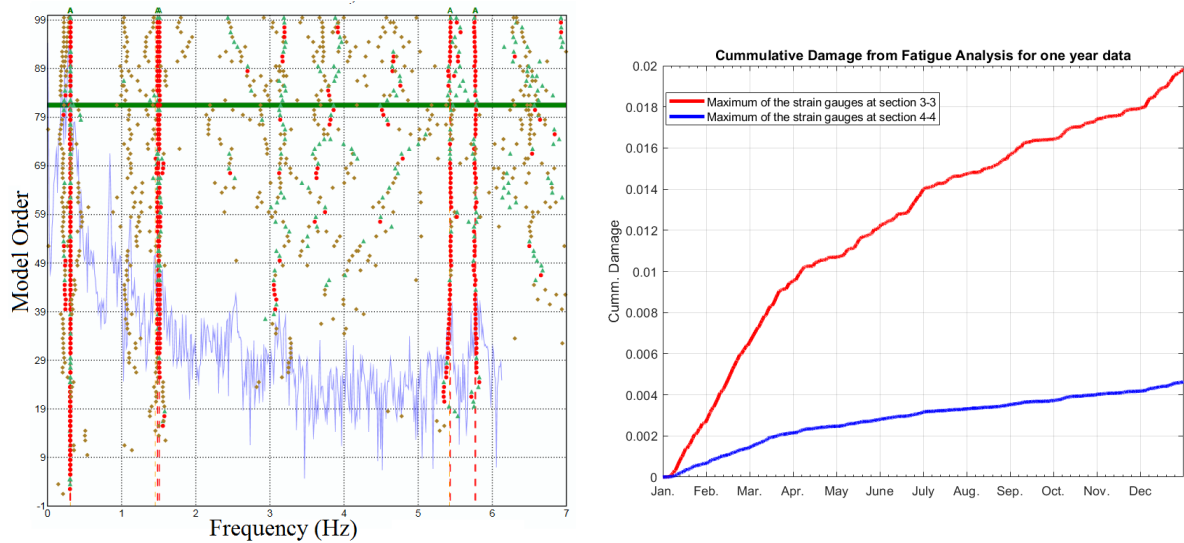 A A A A A
99
89
79
69
59
49
39
29
19
9
-1
Model Order
0 1 2 3 4 5 6 7
Frequency (Hz)
Cummulative Damage from Fatigue Analysis for one year data
Maximum of the strain gauges at section 3-3
Maximum of the strain gauges at section 4-4
0.02
0.018
0.016
0.014
0.012
0.01
0.008
0.006
0.004
0.002
0
Cumm. Damage
Jan. Feb. Mar. Apr. May June July Aug. Sep. Oct. Nov. Dec